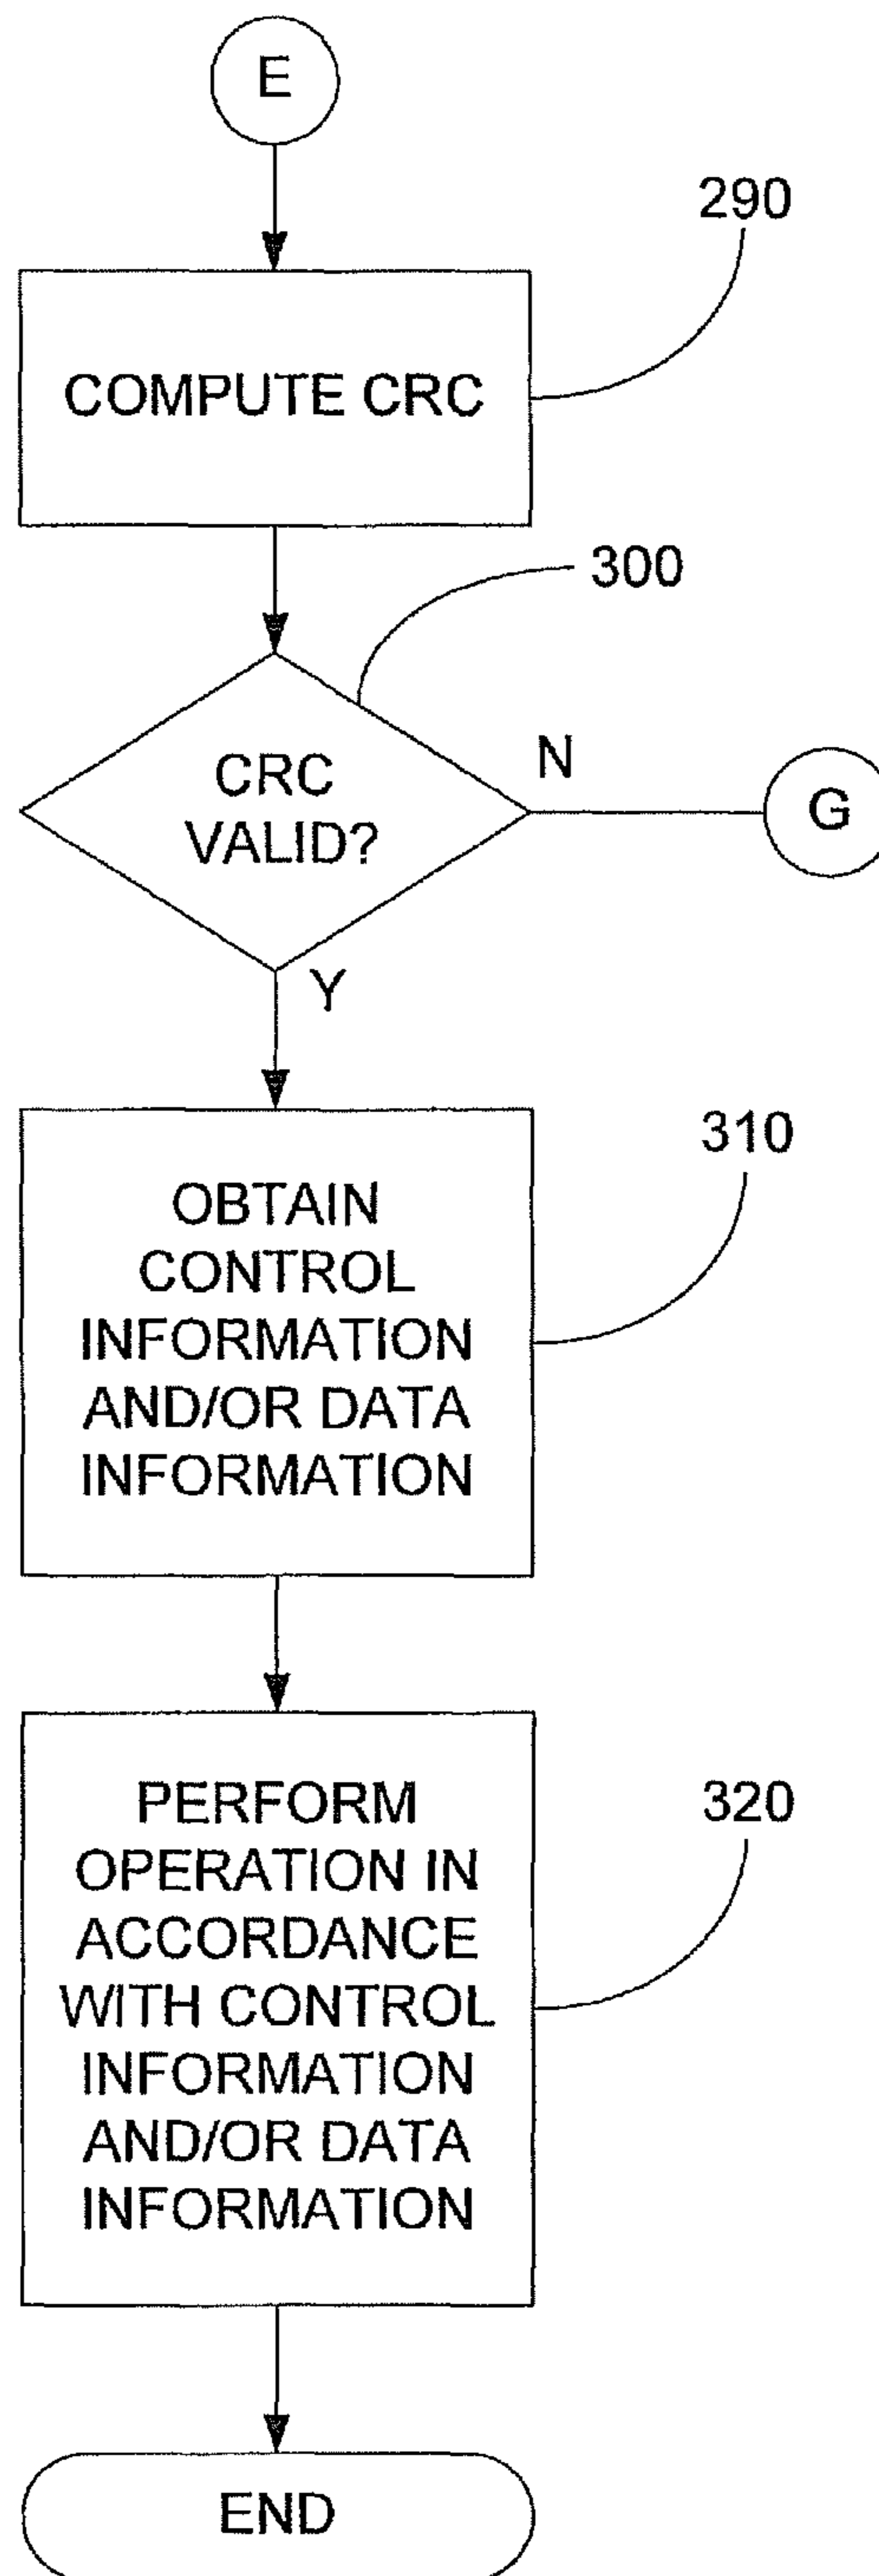 E
290
COMPUTE CRC
300
CRC
VALID?
N
G
Y
310
OBTAIN
CONTROL
INFORMATION
AND/OR DATA
INFORMATION
320
PERFORM
OPERATION IN
ACCORDANCE
WITH CONTROL
INFORMATION
AND/OR DATA
INFORMATION
END